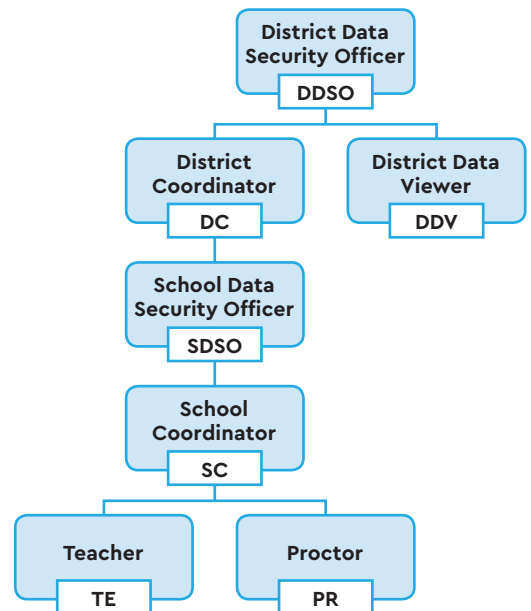 District Data
Security Officer
DDSO
District
Coordinator
DC
District Data
Viewer
DDV
School Data
Security Officer
SDSO
School
Coordinator
SC
Teacher
TE
Proctor
PR